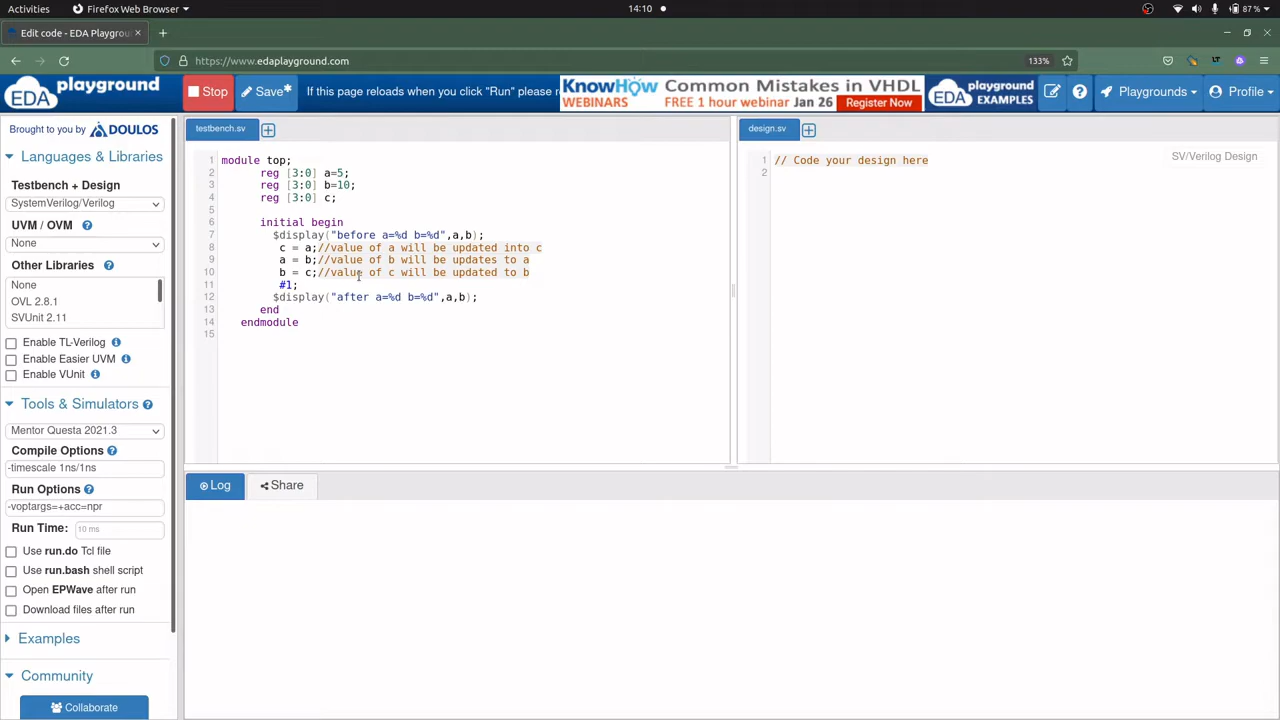 Activities
Firefox Web Browser
14:10
87 %
Edit code - EDA Playgrou
https://www.edaplayground.com
133%
EDA playground
Stop
Save*
If this page reloads when you click "Run" please r
KnowHow WEBINARS
Common Mistakes in VHDL
FREE 1 hour webinar Jan 26
Register Now
EDA playground EXAMPLES
Playgrounds
Profile
Brought to you by DOULOS
Languages & Libraries
Testbench + Design
SystemVerilog/Verilog
UVM / OVM
None
Other Libraries
None
OVL 2.8.1
SVUnit 2.11
Enable TL-Verilog
Enable Easier UVM
Enable VUnit
Tools & Simulators
Mentor Questa 2021.3
Compile Options
-timescale 1ns/1ns
Run Options
-voptargs=+acc=npr
Run Time:
10 ms
Use run.do Tcl file
Use run.bash shell script
Open EPWave after run
Download files after run
Examples
Community
Collaborate
testbench.sv
1 module top;
2 reg [3:0] a=5;
3 reg [3:0] b=10;
4 reg [3:0] c;
5
6 initial begin
7 $display("before a=%d b=%d",a,b);
8 c = a;//value of a will be updated into c
9 a = b;//value of b will be updates to a
10 b = c;//value of c will be updated to b
11 #1;
12 $display("after a=%d b=%d",a,b);
13 end
14 endmodule
15
design.sv
1 // Code your design here
2
SV/Verilog Design
Log
Share